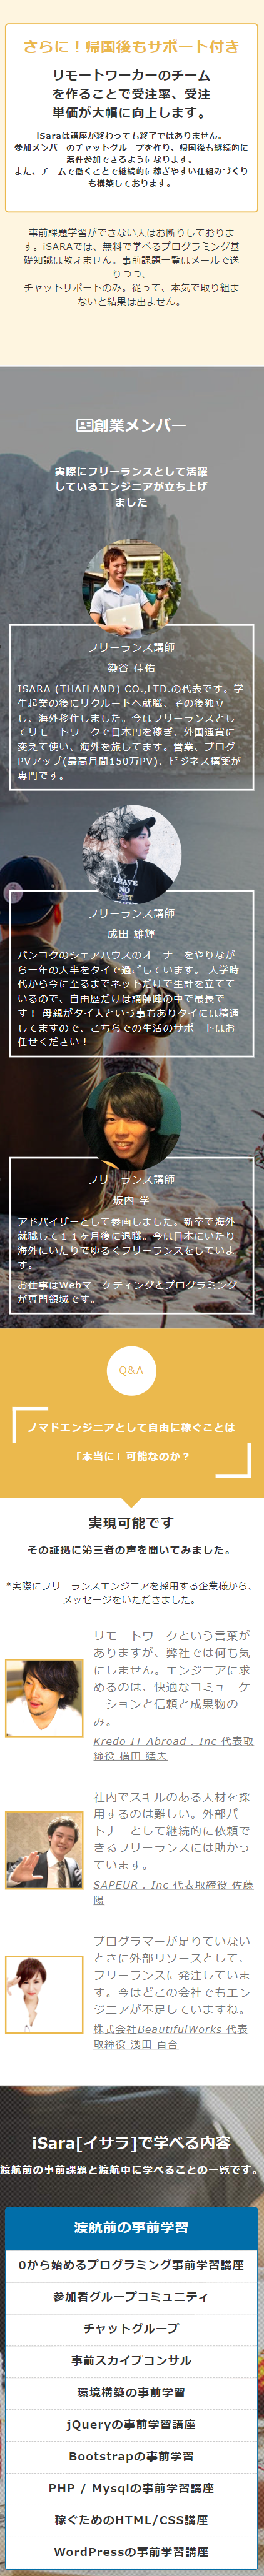 さらに！帰国後もサポート付き
リモートワーカーのチーム
を作ることで受注率、受注
単価が大幅に向上します。
iSaraは講座が終わっても終了ではありません。
参加メンバーのチャットグループを作り、帰国後も継続的に
案件参加できるようになります。
また、チームで働くことで継続的に稼ぎやすい仕組みづくり
も構築しております。
事前課題学習ができない人はお断りしておりま
す。iSARAでは、無料で学べるプログラミング基
礎知識は教えません。事前課題一覧はメールで送
りつつ、
チャットサポートのみ。従って、本気で取り組ま
ないと結果は出ません。
創業メンバー
実際にフリーランスとして活躍
しているエンジニアが立ち上げ
ました
フリーランス講師
染谷 佳佑
ISARA (THAILAND) CO.,LTD.の代表です。学
生起業の後にリクルートへ就職、その後独立
し、海外移住しました。今はフリーランスとし
てリモートワークで日本円を稼ぎ、外国通貨に
変えて使い、海外を旅してます。営業、ブログ
PVアップ(最高月間150万PV)、ビジネス構築が
専門です。
LEAVE
NO
PET
フリーランス講師
成田 雄輝
バンコクのシェアハウスのオーナーをやりなが
ら一年の大半をタイで過ごしています。 大学時
代から今に至るまでネットだけで生計を立てて
いるので、自由歴だけは講師陣の中で最長で
す！ 母親がタイ人という事もありタイには精通
してますので、こちらでの生活のサポートはお
任せください！
フリーランス講師
坂内 学
アドバイザーとして参画しました。新卒で海外
就職して１１ヶ月後に退職。今は日本にいたり
海外にいたりでゆるくフリーランスをしていま
す。
お仕事はWebマーケティングとプログラミング
が専門領域です。
Q&A
ノマドエンジニアとして自由に稼ぐことは
「本当に」可能なのか？
実現可能です
その証拠に第三者の声を聞いてみました。
*実際にフリーランスエンジニアを採用する企業様から、
メッセージをいただきました。
リモートワークという言葉が
ありますが、弊社では何も気
にしません。エンジニアに求
めるのは、快適なコミュニケ
ーションと信頼と成果物の
み。
Kredo IT Abroad . Inc 代表取
締役 横田 猛夫
社内でスキルのある人材を採
用するのは難しい。外部パー
トナーとして継続的に依頼で
きるフリーランスには助かっ
ています。
SAPEUR . Inc 代表取締役 佐藤
陽
プログラマーが足りていない
ときに外部リソースとして、
フリーランスに発注していま
す。今はどこの会社でもエン
ジニアが不足していますね。
株式会社BeautifulWorks 代表
取締役 淺田 百合
iSara[イサラ]で学べる内容
渡航前の事前課題と渡航中に学べることの一覧です。
渡航前の事前学習
0から始めるプログラミング事前学習講座
参加者グループコミュニティ
チャットグループ
事前スカイプコンサル
環境構築の事前学習
jQueryの事前学習講座
Bootstrapの事前学習
PHP / Mysqlの事前学習講座
稼ぐためのHTML/CSS講座
WordPressの事前学習講座